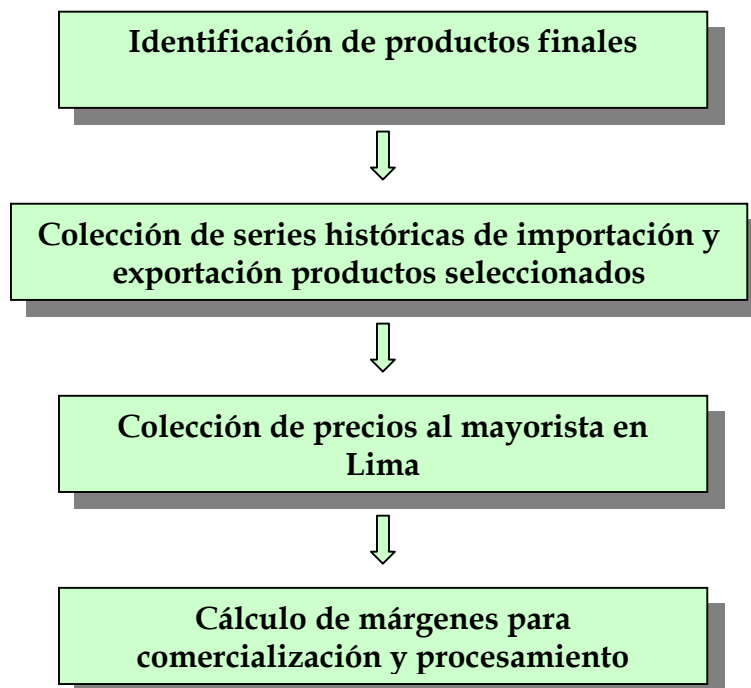 Identificación de productos finales
Colección de series históricas de importación y
exportación productos seleccionados
Colección de precios al mayorista en
Lima
Cálculo de márgenes para
comercialización y procesamiento